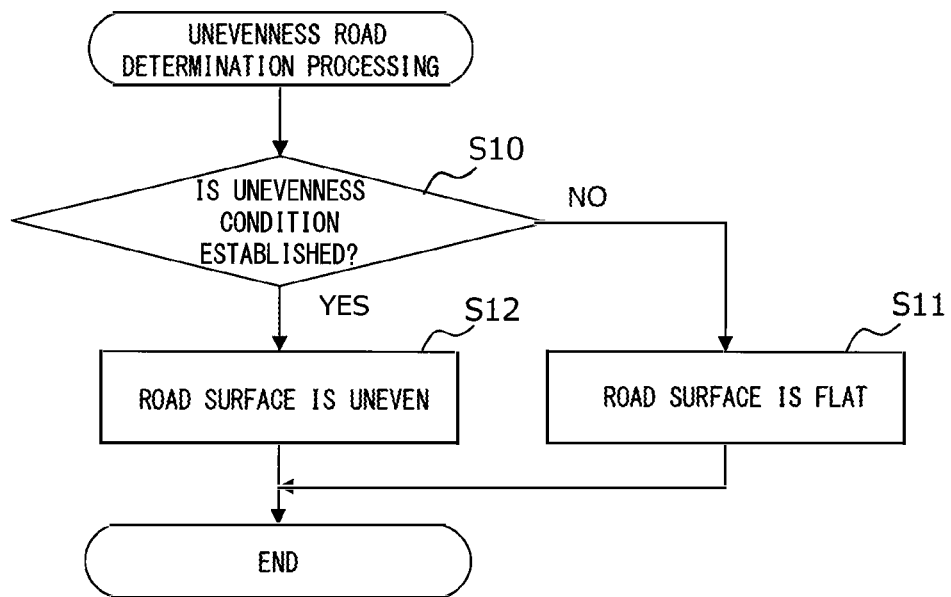 UNEVENNESS ROAD
DETERMINATION PROCESSING
S10
IS UNEVENNESS
CONDITION
ESTABLISHED?
NO
YES
S12
S11
ROAD SURFACE IS UNEVEN
ROAD SURFACE IS FLAT
END